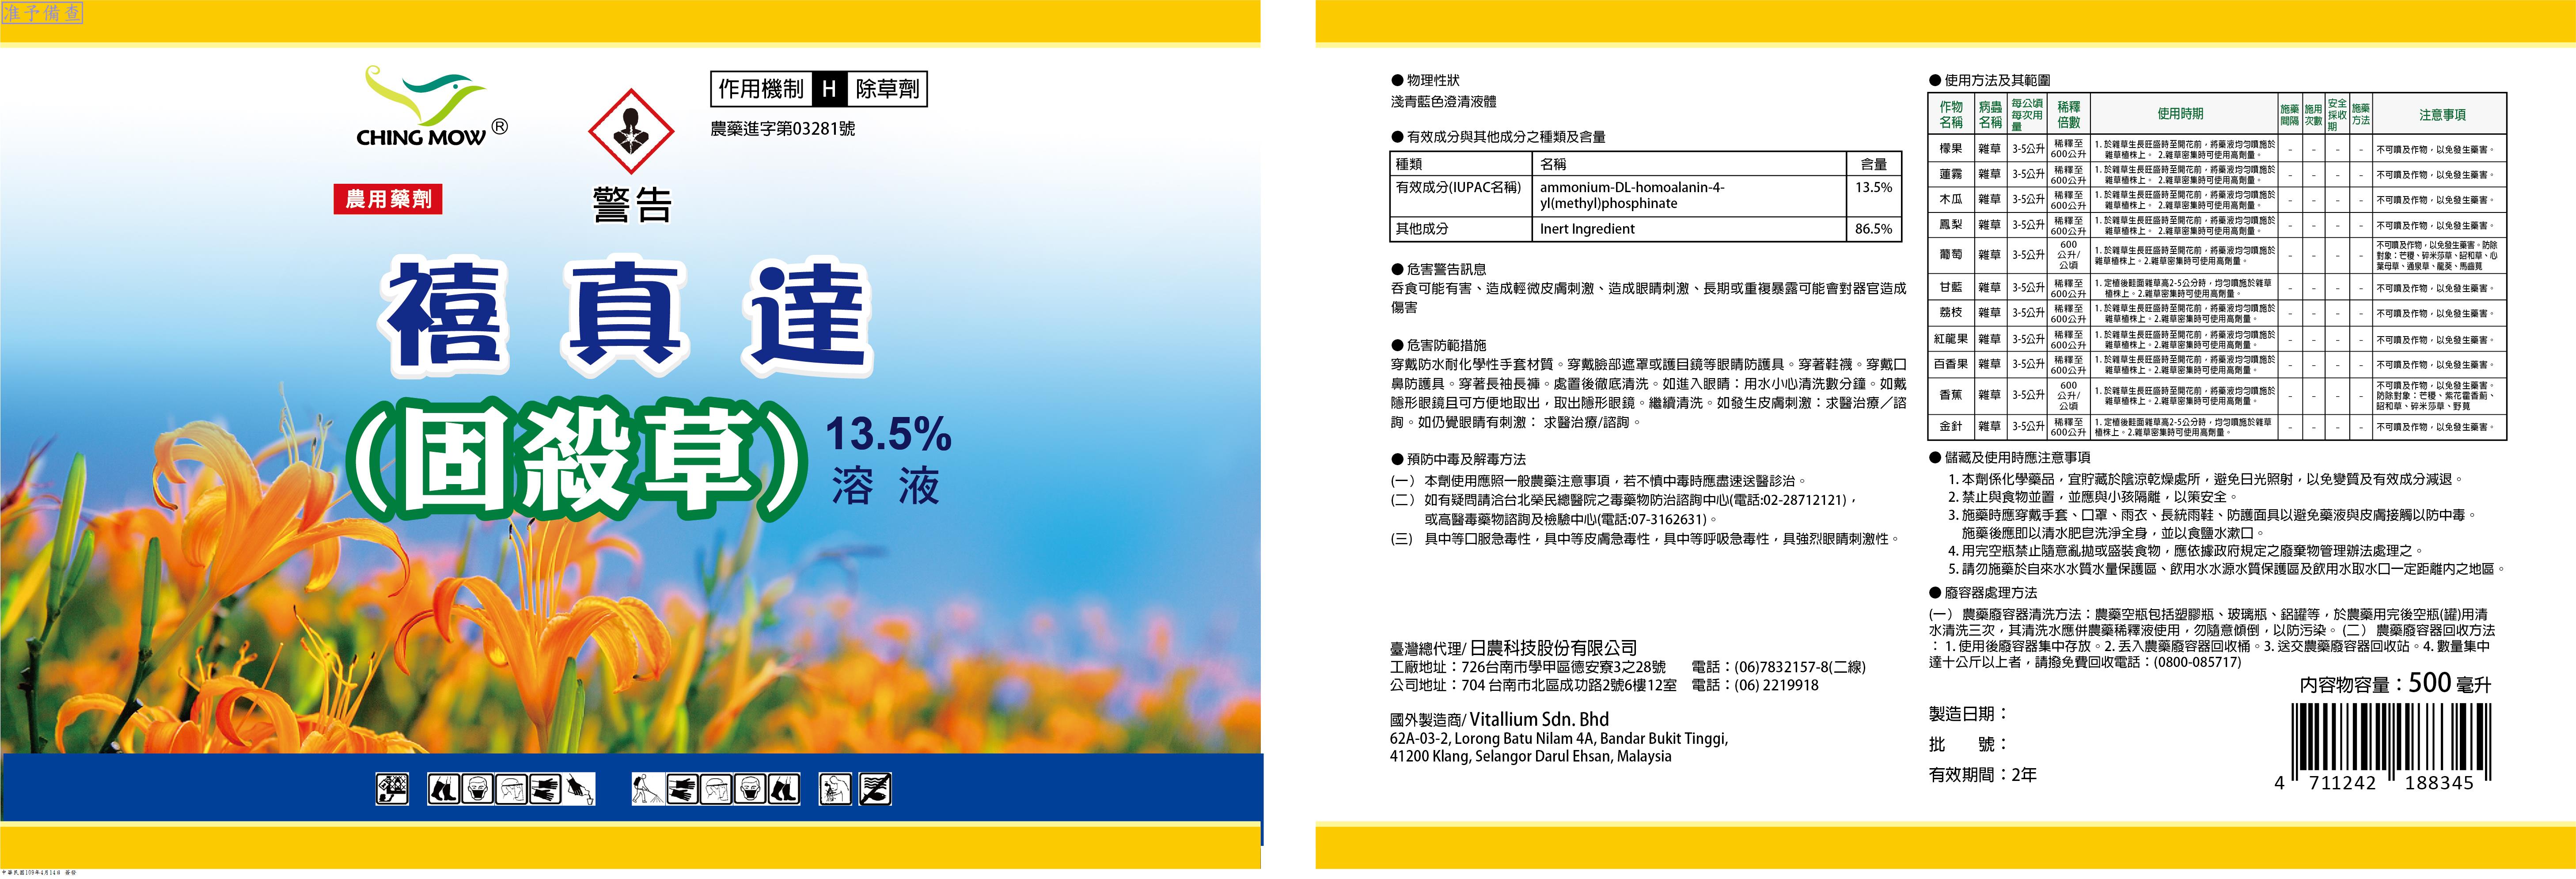 准予備查
CHING MOW ®
農用藥劑
警告
作用機制 H 除草劑
農藥進字第03281號
禧真達
(固殺草)
13.5%
溶液
中華民國109年4月14日 簽發
● 物理性狀
淺青藍色澄清液體
● 有效成分與其他成分之種類及含量
種類 名稱 含量
有效成分(IUPAC名稱) ammonium-DL-homoalanin-4- 13.5%
yl(methyl)phosphinate
其他成分 Inert Ingredient 86.5%
● 危害警告訊息
吞食可能有害、造成輕微皮膚刺激、造成眼睛刺激、長期或重複暴露可能會對器官造成
傷害
● 危害防範措施
穿戴防水耐化學性手套材質。穿戴臉部遮罩或護目鏡等眼睛防護具。穿著鞋襪。穿戴口
鼻防護具。穿著長袖長褲。處置後徹底清洗。如進入眼睛：用水小心清洗數分鐘。如戴
隱形眼鏡且可方便地取出，取出隱形眼鏡。繼續清洗。如發生皮膚刺激：求醫治療／諮
詢。如仍覺眼睛有刺激： 求醫治療/諮詢。
● 預防中毒及解毒方法
(一) 本劑使用應照一般農藥注意事項，若不慎中毒時應盡速送醫診治。
(二) 如有疑問請洽台北榮民總醫院之毒藥物防治諮詢中心(電話:02-28712121)，
或高醫毒藥物諮詢及檢驗中心(電話:07-3162631)。
(三) 具中等口服急毒性，具中等皮膚急毒性，具中等呼吸急毒性，具強烈眼睛刺激性。
臺灣總代理/ 日農科技股份有限公司
工廠地址：726台南市學甲區德安寮3之28號 電話：(06)7832157-8(二線)
公司地址：704 台南市北區成功路2號6樓12室 電話：(06) 2219918
國外製造商/ Vitallium Sdn. Bhd
62A-03-2, Lorong Batu Nilam 4A, Bandar Bukit Tinggi,
41200 Klang, Selangor Darul Ehsan, Malaysia
● 使用方法及其範圍
作物名稱 病蟲名稱 每公頃每次用量 稀釋倍數 使用時期 施藥間隔 施用次數 安全採收期 施藥方法 注意事項
檬果 雜草 3-5公升 稀釋至600公升 1. 於雜草生長旺盛時至開花前，將藥液均勻噴施於雜草植株上。 2.雜草密集時可使用高劑量。 - - - - 不可噴及作物，以免發生藥害。
蓮霧 雜草 3-5公升 稀釋至600公升 1. 於雜草生長旺盛時至開花前，將藥液均勻噴施於雜草植株上。 2.雜草密集時可使用高劑量。 - - - - 不可噴及作物，以免發生藥害。
木瓜 雜草 3-5公升 稀釋至600公升 1. 於雜草生長旺盛時至開花前，將藥液均勻噴施於雜草植株上。 2.雜草密集時可使用高劑量。 - - - - 不可噴及作物，以免發生藥害。
鳳梨 雜草 3-5公升 稀釋至600公升 1. 於雜草生長旺盛時至開花前，將藥液均勻噴施於雜草植株上。 2.雜草密集時可使用高劑量。 - - - - 不可噴及作物，以免發生藥害。
葡萄 雜草 3-5公升 600公升/公頃 1. 於雜草生長旺盛時至開花前，將藥液均勻噴施於雜草植株上。2.雜草密集時可使用高劑量。 - - - - 不可噴及作物，以免發生藥害。防除對象：芒稷、碎米莎草、昭和草、心葉母草、通泉草、龍葵、馬齒莧
甘藍 雜草 3-5公升 稀釋至600公升 1. 定植後畦面雜草高2-5公分時，均勻噴施於雜草植株上。2.雜草密集時可使用高劑量。 - - - - 不可噴及作物，以免發生藥害。
荔枝 雜草 3-5公升 稀釋至600公升 1. 於雜草生長旺盛時至開花前，將藥液均勻噴施於雜草植株上。2.雜草密集時可使用高劑量。 - - - - 不可噴及作物，以免發生藥害。
紅龍果 雜草 3-5公升 稀釋至600公升 1. 於雜草生長旺盛時至開花前，將藥液均勻噴施於雜草植株上。2.雜草密集時可使用高劑量。 - - - - 不可噴及作物，以免發生藥害。
百香果 雜草 3-5公升 稀釋至600公升 1. 於雜草生長旺盛時至開花前，將藥液均勻噴施於雜草植株上。2.雜草密集時可使用高劑量。 - - - - 不可噴及作物，以免發生藥害。
香蕉 雜草 3-5公升 600公升/公頃 1. 於雜草生長旺盛時至開花前，將藥液均勻噴施於雜草植株上。2.雜草密集時可使用高劑量。 - - - - 不可噴及作物，以免發生藥害。防除對象：芒稷、紫花霍香薊、昭和草、碎米莎草、野莧
金針 雜草 3-5公升 稀釋至600公升 1. 定植後畦面雜草高2-5公分時，均勻噴施於雜草植株上。2.雜草密集時可使用高劑量。 - - - - 不可噴及作物，以免發生藥害。
● 儲藏及使用時應注意事項
1. 本劑係化學藥品，宜貯藏於陰涼乾燥處所，避免日光照射，以免變質及有效成分減退。
2. 禁止與食物並置，並應與小孩隔離，以策安全。
3. 施藥時應穿戴手套、口罩、雨衣、長統雨鞋、防護面具以避免藥液與皮膚接觸以防中毒。
施藥後應即以清水肥皂洗淨全身，並以食鹽水漱口。
4. 用完空瓶禁止隨意亂拋或盛裝食物，應依據政府規定之廢棄物管理辦法處理之。
5. 請勿施藥於自來水水質水量保護區、飲用水水源水質保護區及飲用水取水口一定距離內之地區。
● 廢容器處理方法
(一) 農藥廢容器清洗方法：農藥空瓶包括塑膠瓶、玻璃瓶、鋁罐等，於農藥用完後空瓶(罐)用清
水清洗三次，其清洗水應併農藥稀釋液使用，勿隨意傾倒，以防污染。 (二) 農藥廢容器回收方法
：1. 使用後廢容器集中存放。2. 丟入農藥廢容器回收桶。3. 送交農藥廢容器回收站。4. 數量集中
達十公斤以上者，請撥免費回收電話：(0800-085717)
內容物容量：500 毫升
製造日期：
批 號：
有效期間：2年
4 711242 188345